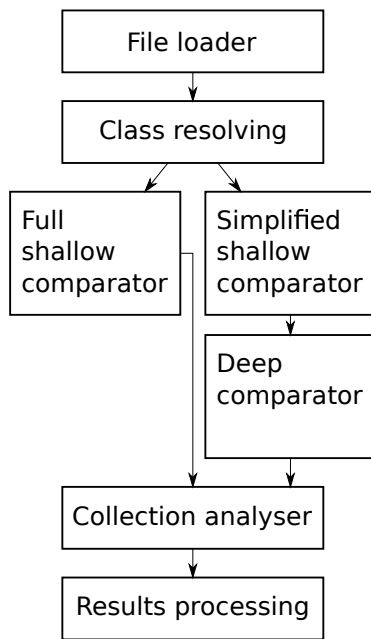 File loader
Class resolving
Full
shallow
comparator
Simplified
shallow
comparator
Deep
comparator
Collection analyser
Results processing